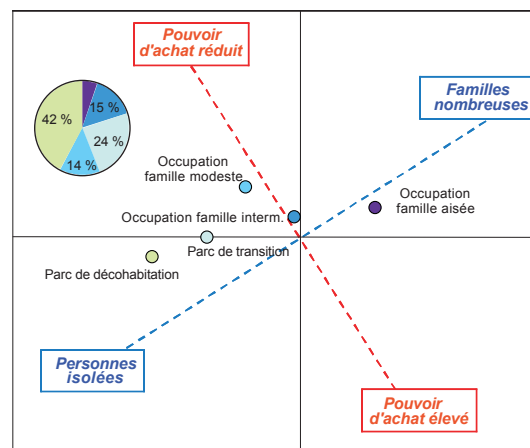 Pouvoir
d'achat réduit
Familles
nombreuses
15 %
42 %
24 %
14 %
Occupation
famille modeste
Occupation
famille aisée
Occupation famille interm.
Parc de transition
Parc de décohabitation
Personnes
isolées
Pouvoir
d'achat élevé